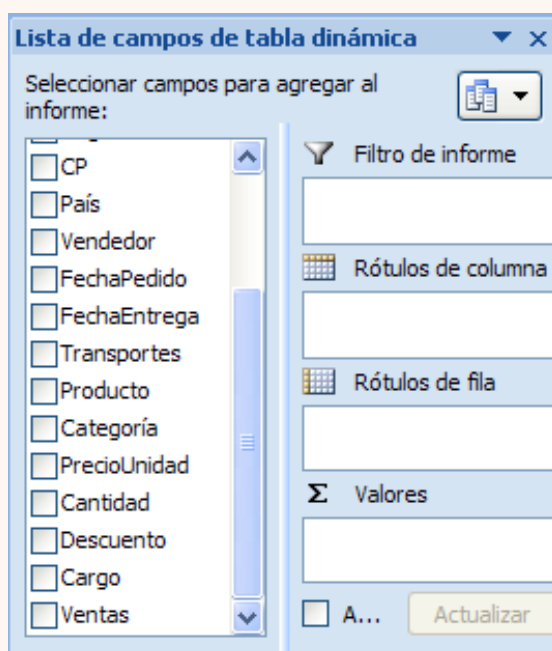 Lista de campos de tabla dinámica
Seleccionar campos para agregar al
informe:
CP
País
Vendedor
FechaPedido
FechaEntrega
Transportes
Producto
Categoría
PrecioUnidad
Cantidad
Descuento
Cargo
Ventas
Filtro de informe
Rótulos de columna
Rótulos de fila
Σ Valores
A...
Actualizar